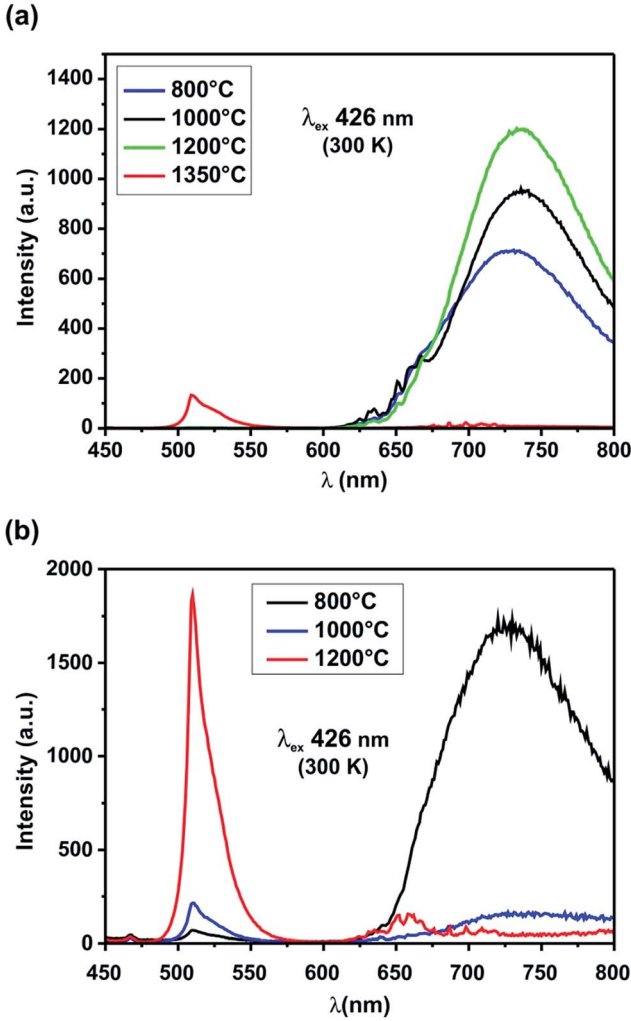 (a)
1400
1200
1000
800
600
400
200
0
Intensity (a.u.)
800°C
1000°C
1200°C
1350°C
λex 426 nm
(300 K)
450 500 550 600 650 700 750 800
λ (nm)
(b)
2000
1500
1000
500
0
Intensity (a.u.)
800°C
1000°C
1200°C
λex 426 nm
(300 K)
450 500 550 600 650 700 750 800
λ(nm)